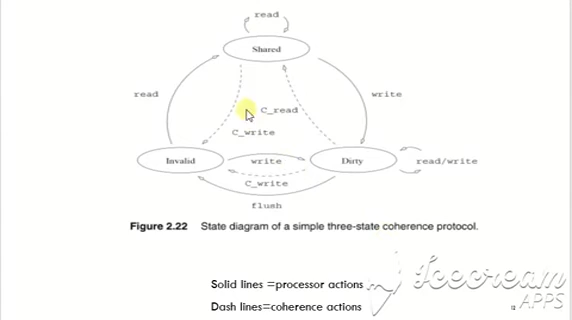 read
Shared
read
write
C_read
C_write
Invalid
write
Dirty
read/write
C_write
flush
Figure 2.22 State diagram of a simple three-state coherence protocol.
Solid lines =processor actions
Dash lines=coherence actions
Icecream
APPS